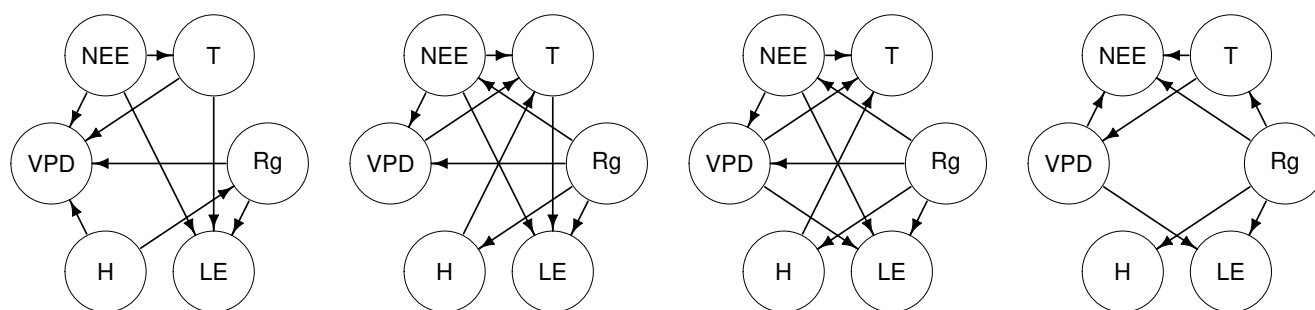 NEE T NEE T NEE T NEE T
VPD Rg VPD Rg VPD Rg VPD Rg
H LE H LE H LE H LE